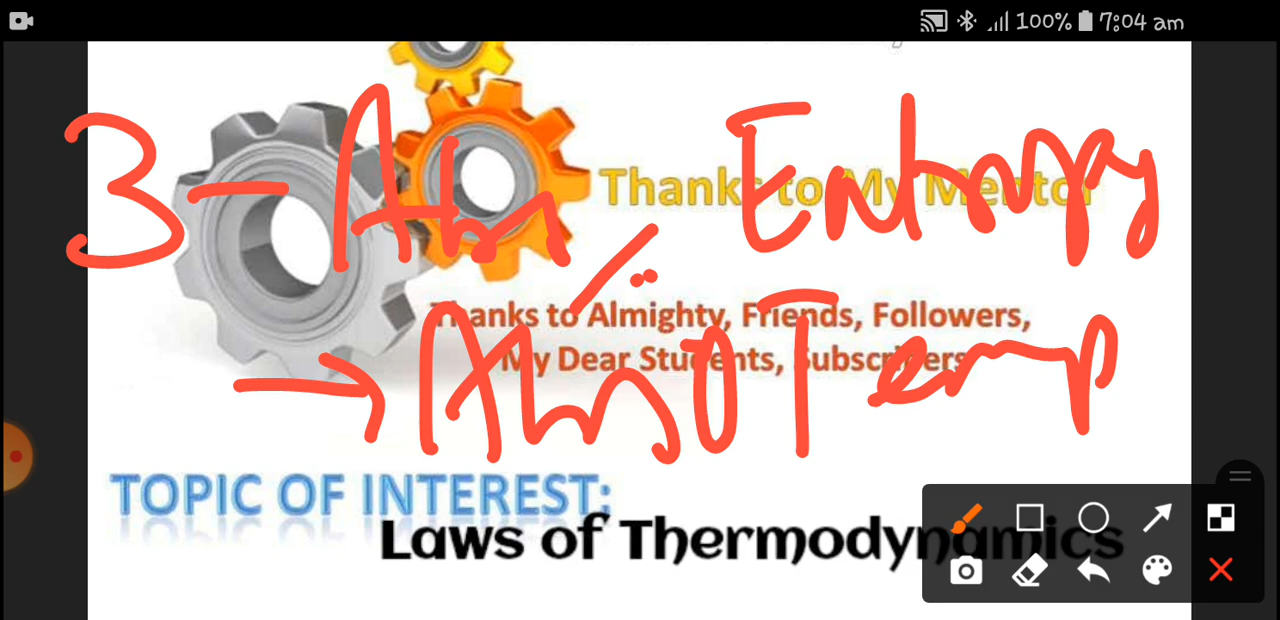 100% 7:04 am
3- Abs Entropy
Thanks to My Mentor
Thanks to Almighty, Friends, Followers,
My Dear Students, Subscribers
→ Abs 0 Temp
TOPIC OF INTEREST:
Laws of Thermodynamics